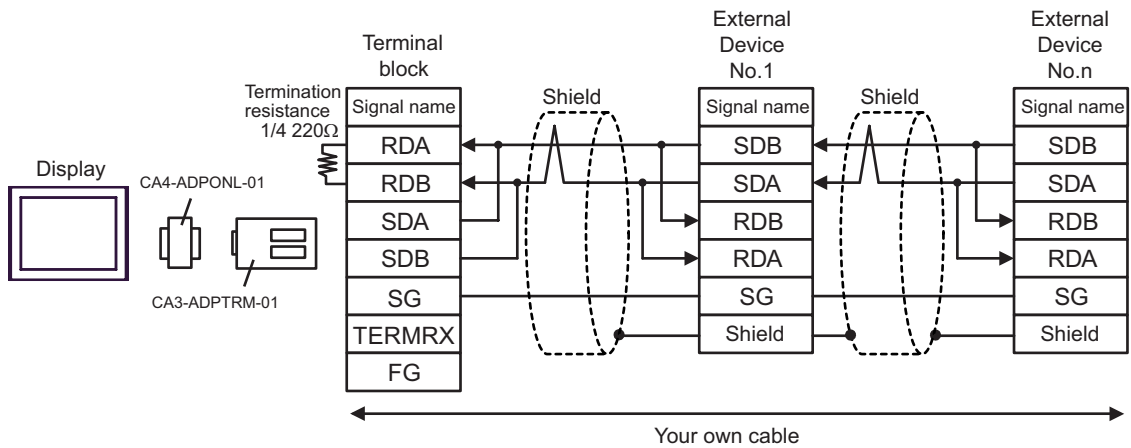 Display
CA4-ADPONL-01
CA3-ADPTRM-01
Termination
resistance
1/4 220Ω
Terminal
block
Signal name
RDA
RDB
SDA
SDB
SG
TERMRX
FG
Shield
External
Device
No.1
Signal name
SDB
SDA
RDB
RDA
SG
Shield
Shield
External
Device
No.n
Signal name
SDB
SDA
RDB
RDA
SG
Shield
Your own cable